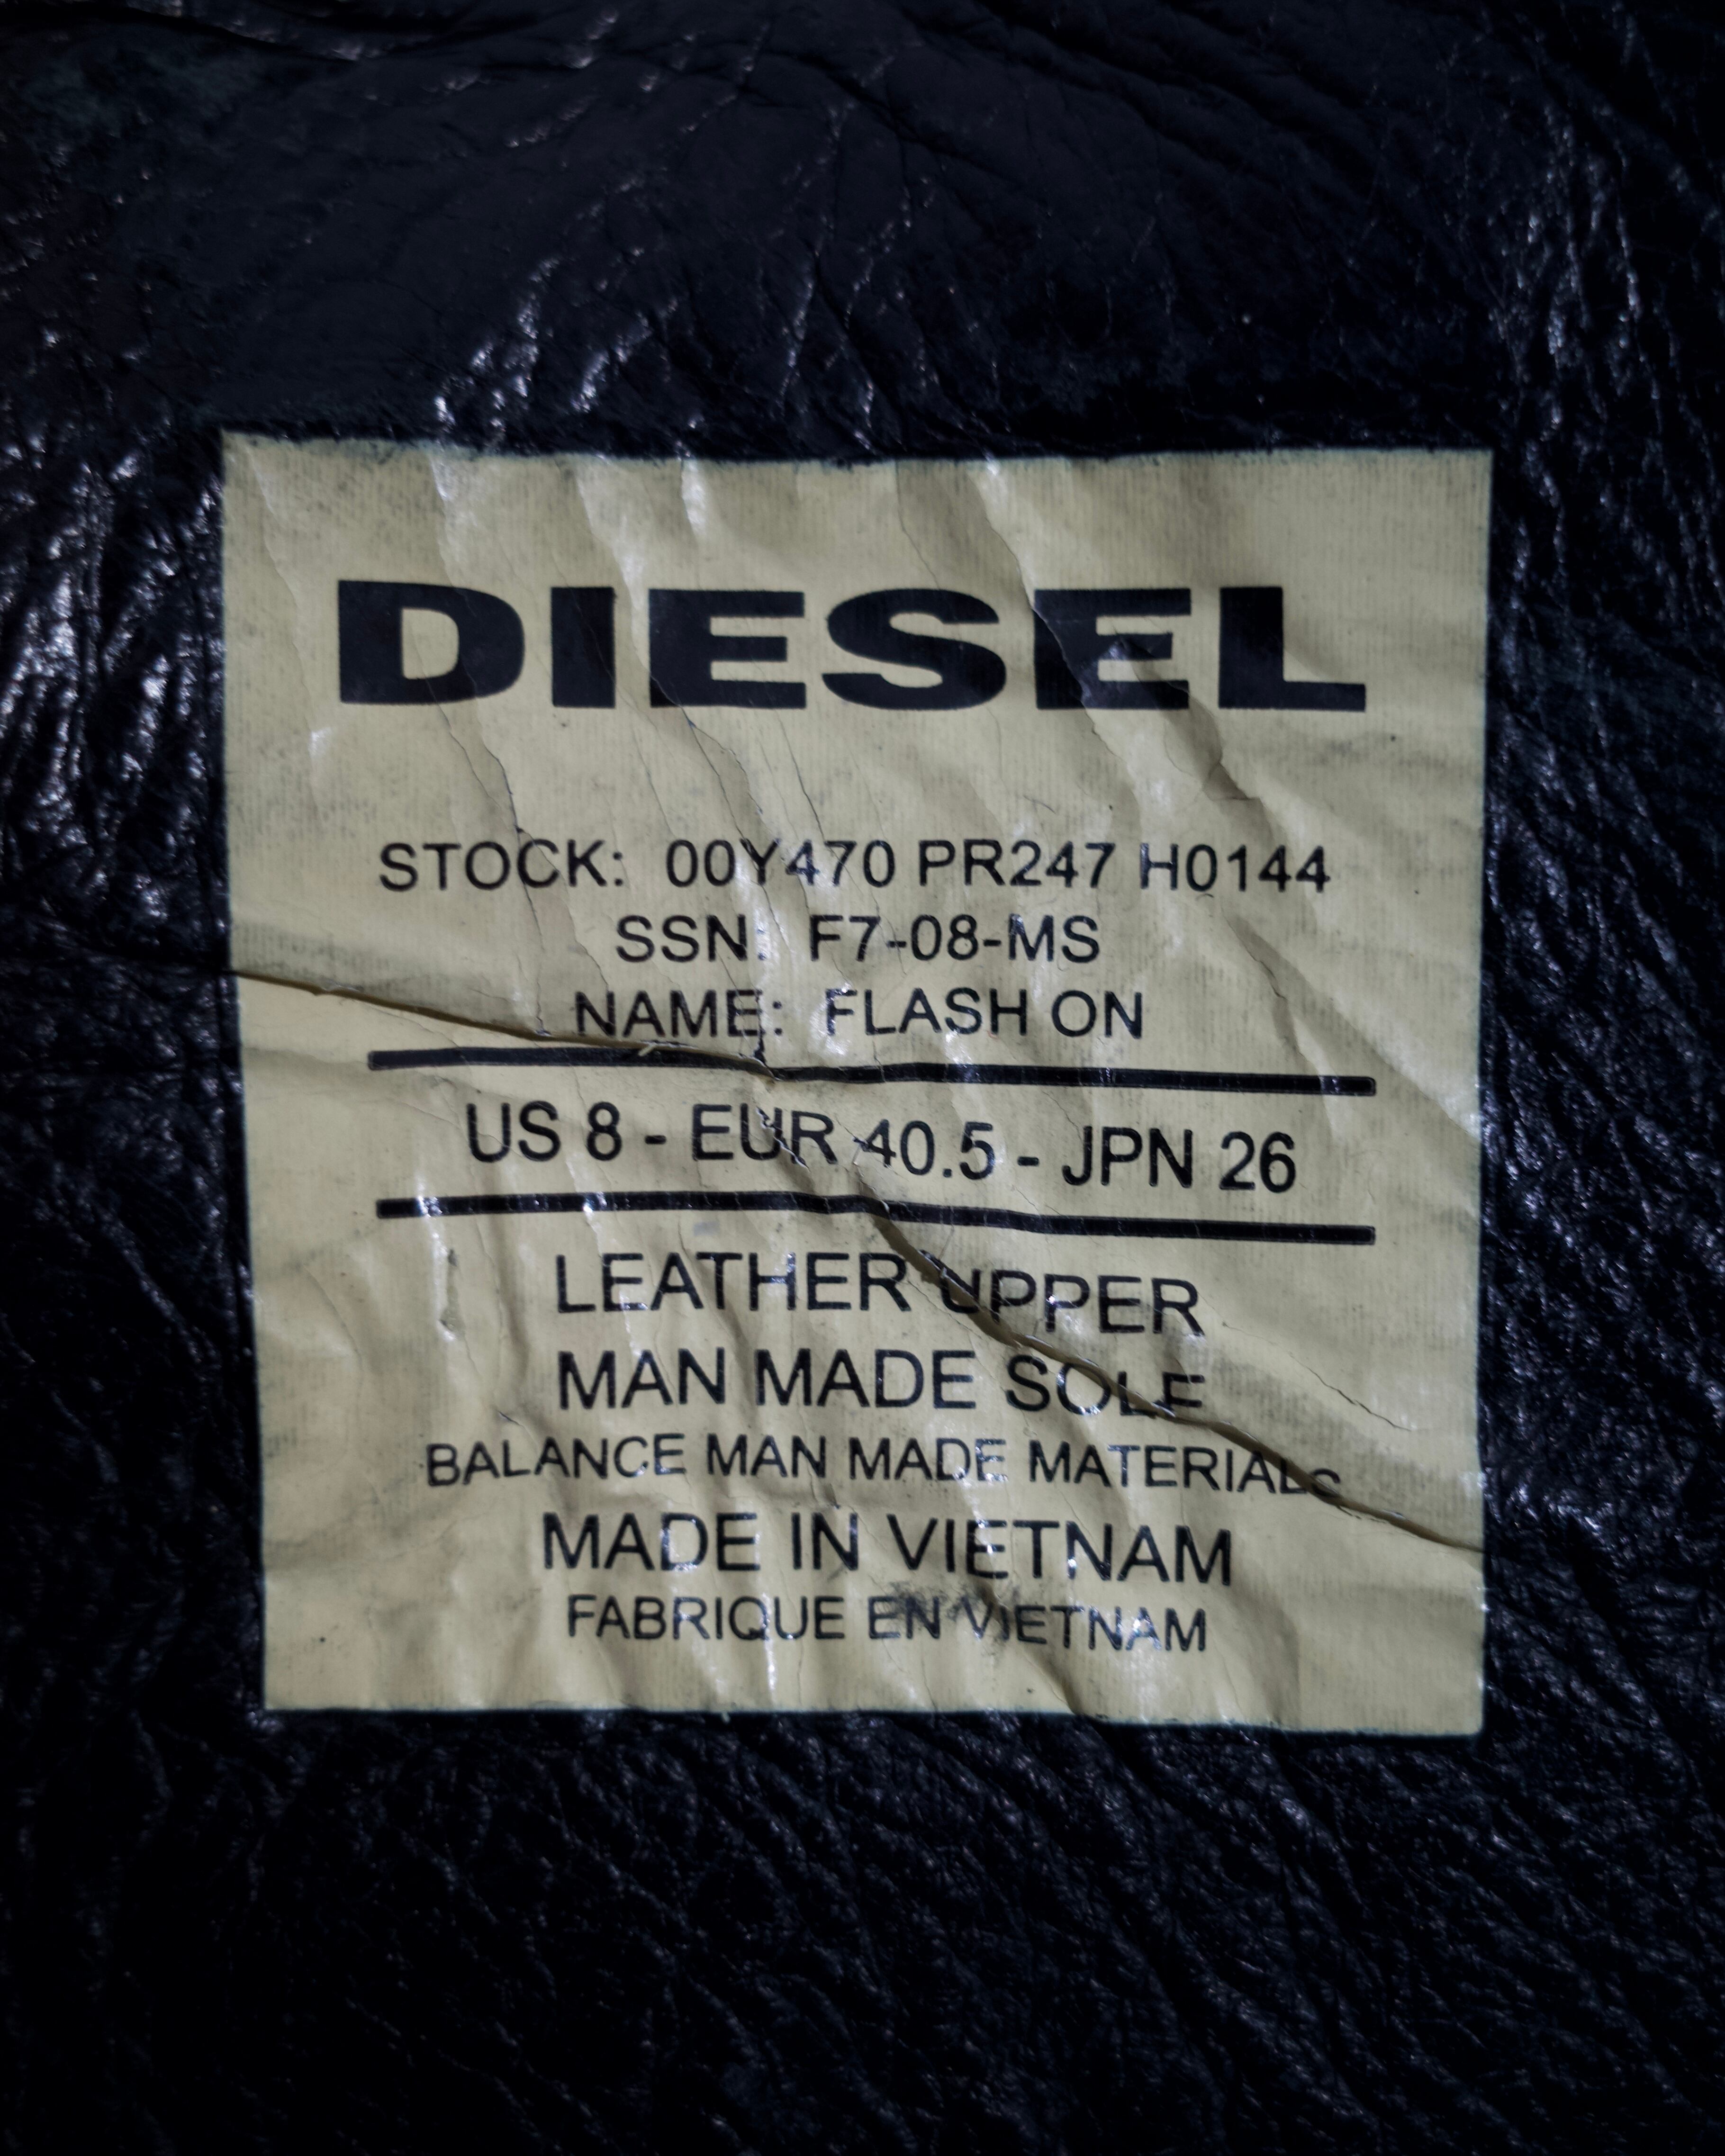 DIESEL
STOCK: 00Y470 PR247 H0144
SSN: F7-08-MS
NAME: FLASH ON
US 8 - EUR 40.5 - JPN 26
LEATHER UPPER
MAN MADE SOLE
BALANCE MAN MADE MATERIALS
MADE IN VIETNAM
FABRIQUE EN VIETNAM